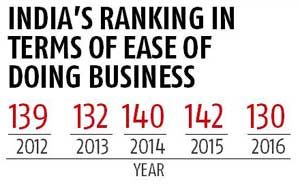 INDIA'S RANKING IN
TERMS OF EASE OF
DOING BUSINESS
139 132 140 142 130
2012 2013 2014 2015 2016
YEAR